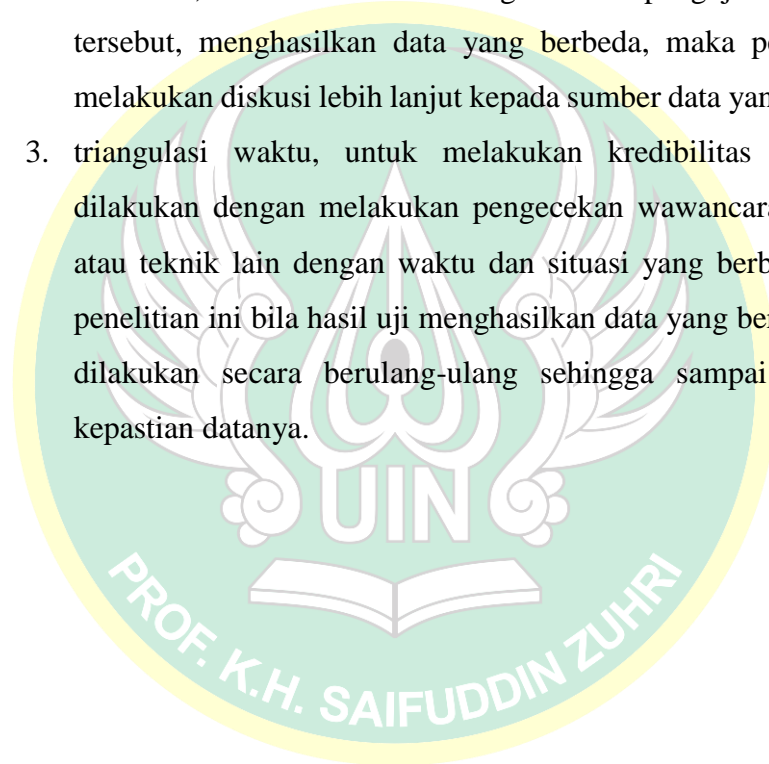 tersebut, menghasilkan data yang berbeda, maka
melakukan diskusi lebih lanjut kepada sumber data
3. triangulasi waktu, untuk melakukan kredibilitas
dilakukan dengan melakukan pengecekan wawancara
atau teknik lain dengan waktu dan situasi yang
penelitian ini bila hasil uji menghasilkan data yang
dilakukan secara berulang-ulang sehingga sampai
kepastian datanya.
UIN
PROF. K.H. SAIFUDDIN ZUHRI